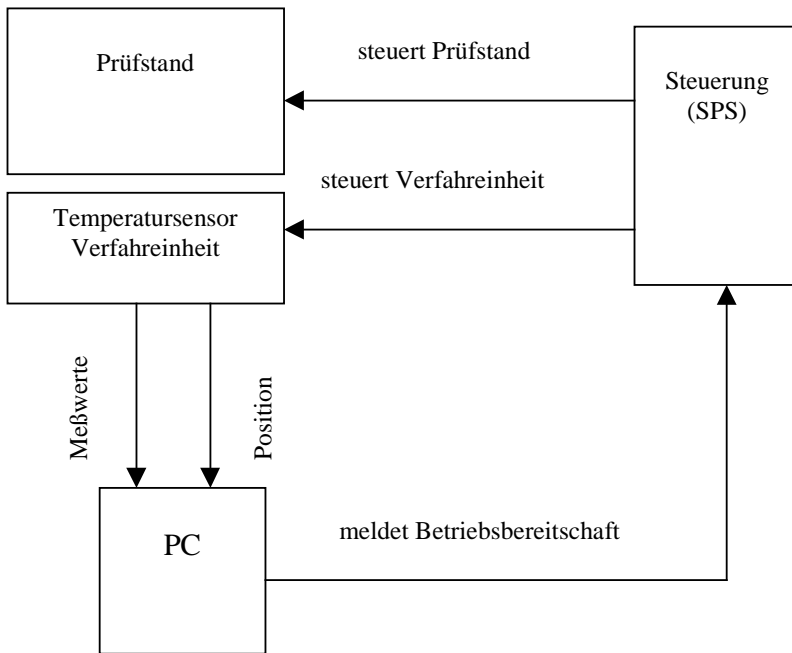 Prüfstand
steuert Prüfstand
Steuerung
(SPS)
steuert Verfahreinheit
Temperatursensor
Verfahreinheit
Meßwerte
Position
PC
meldet Betriebsbereitschaft